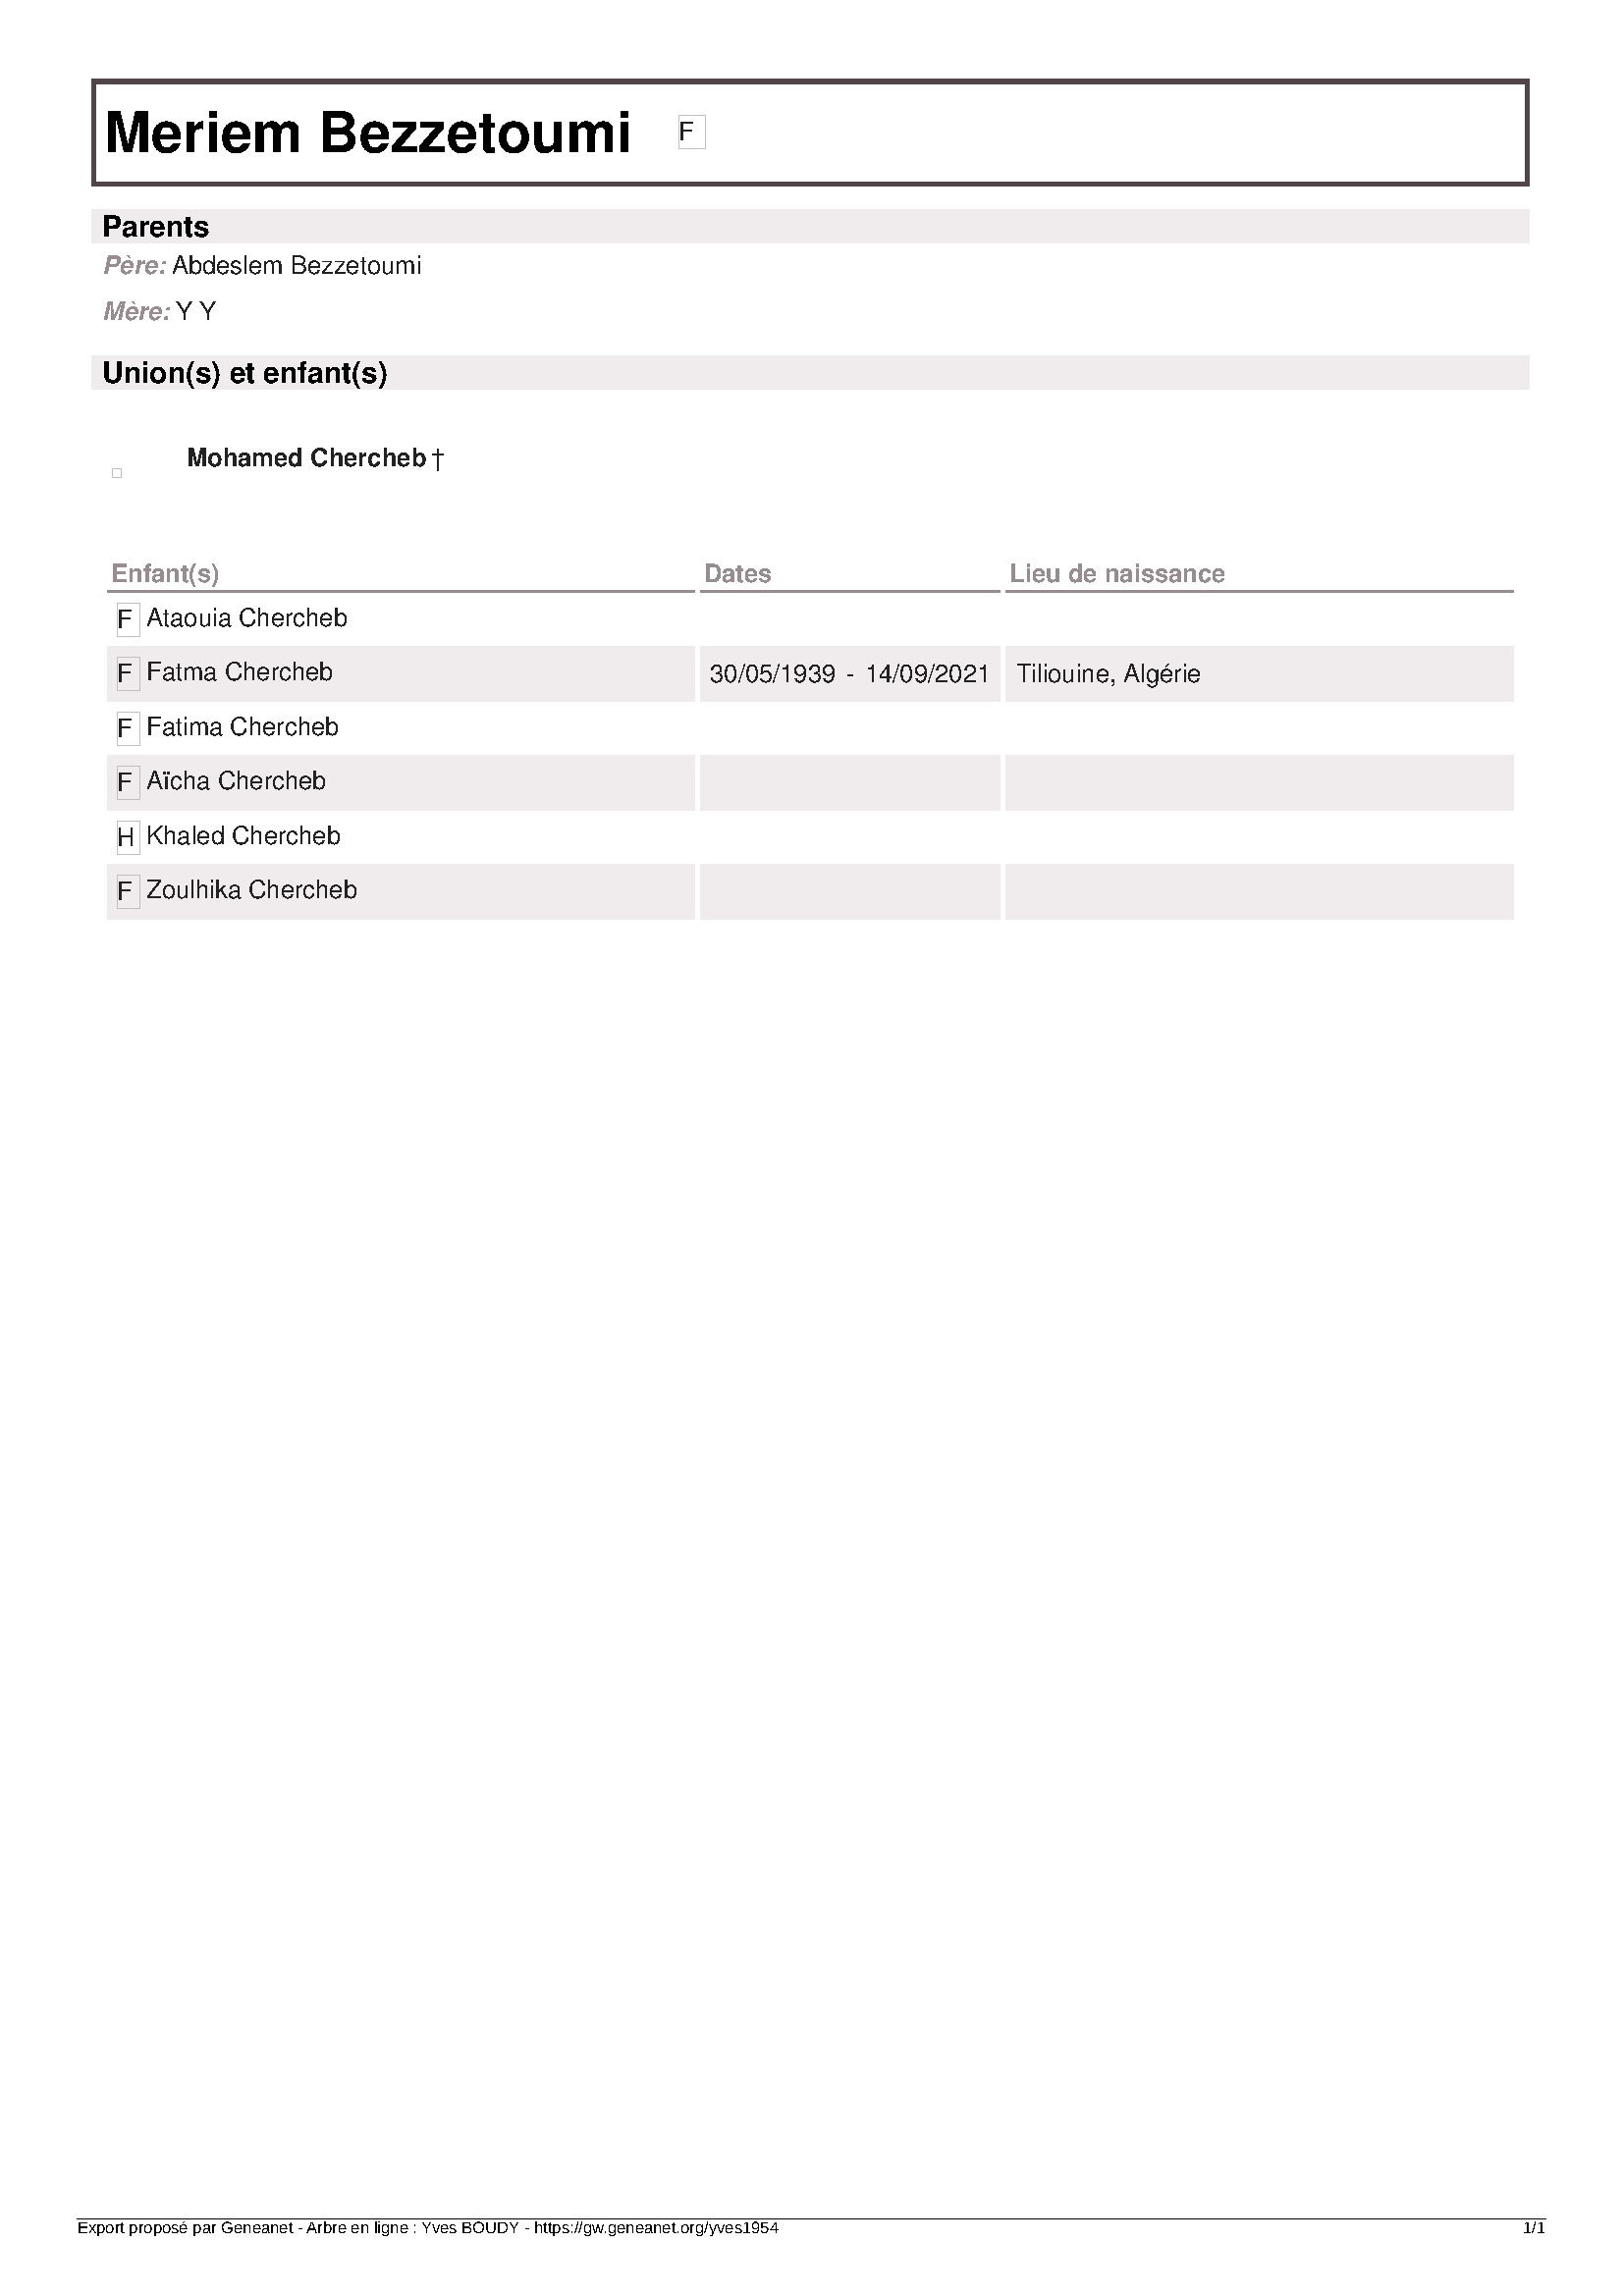 Meriem Bezzetoumi F
Parents
Père: Abdeslem Bezzetoumi
Mère: Y Y
Union(s) et enfant(s)
Mohamed Chercheb †
Enfant(s) Dates Lieu de naissance
F Ataouia Chercheb
F Fatma Chercheb 30/05/1939 - 14/09/2021 Tiliouine, Algérie
F Fatima Chercheb
F Aïcha Chercheb
H Khaled Chercheb
F Zoulhika Chercheb
Export proposé par Geneanet - Arbre en ligne : Yves BOUDY - https://gw.geneanet.org/yves1954 1/1